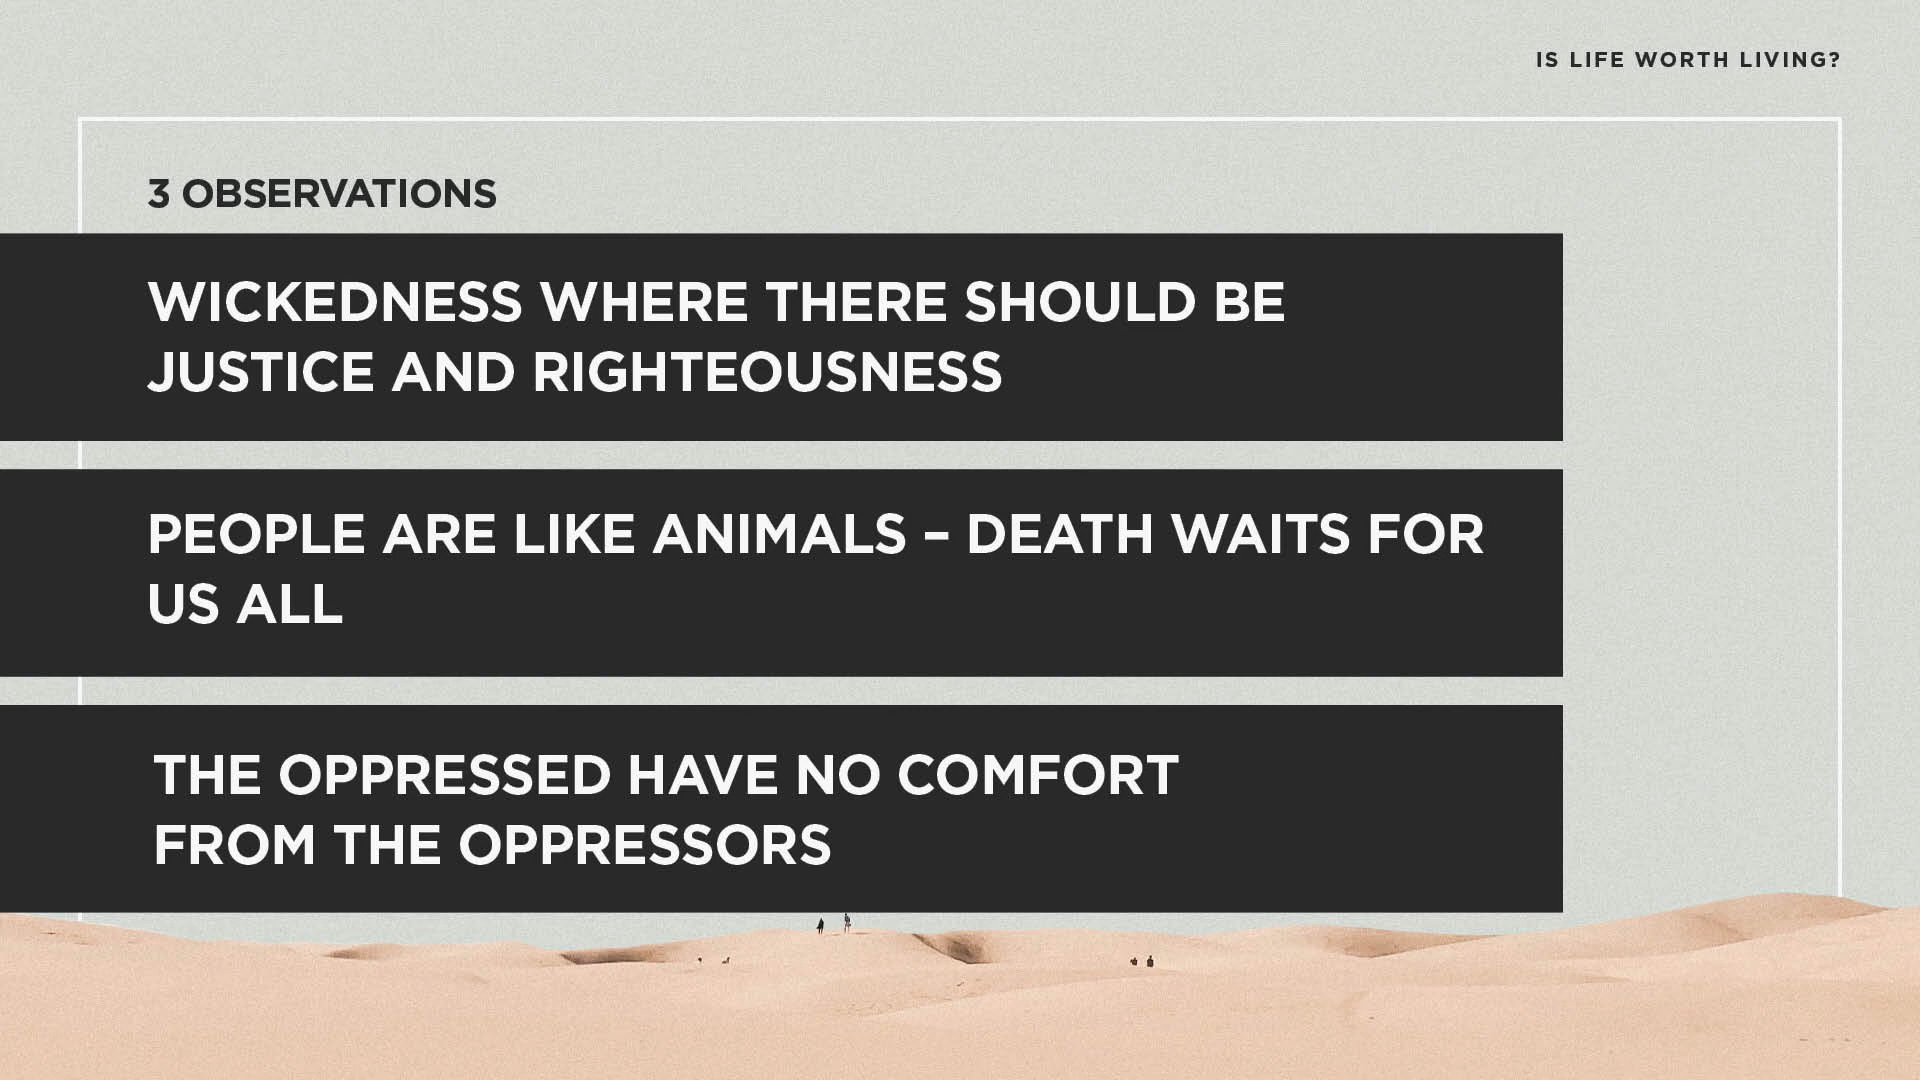 IS LIFE WORTH LIVING?
3 OBSERVATIONS
WICKEDNESS WHERE THERE SHOULD BE
JUSTICE AND RIGHTEOUSNESS
PEOPLE ARE LIKE ANIMALS – DEATH WAITS FOR
US ALL
THE OPPRESSED HAVE NO COMFORT
FROM THE OPPRESSORS